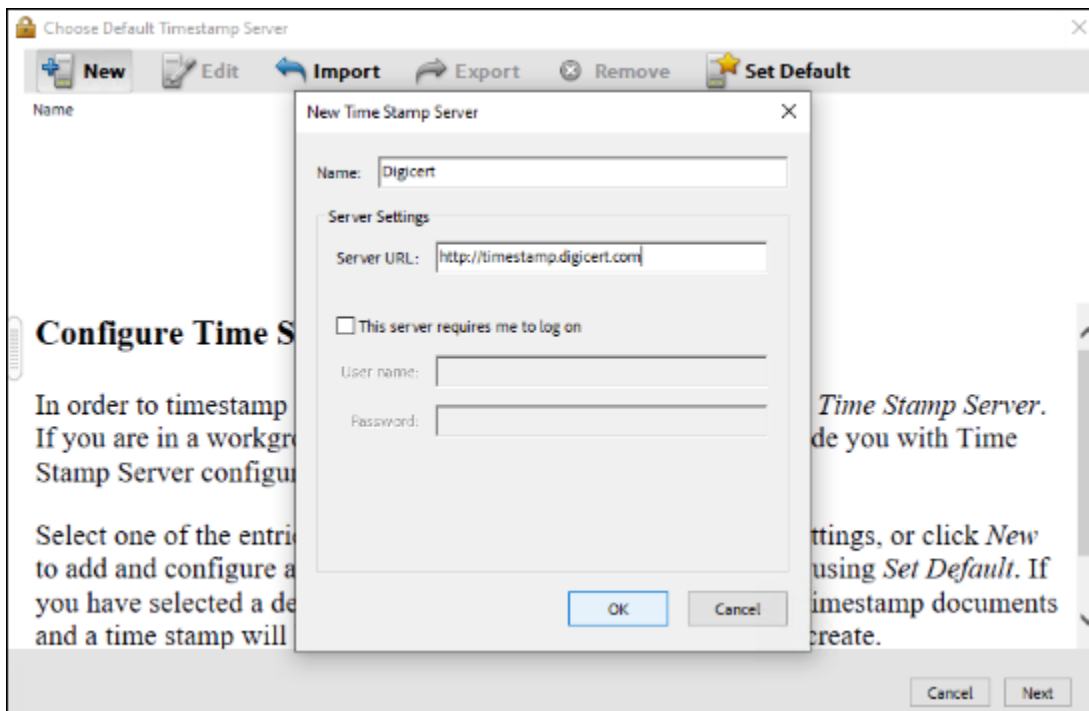 Choose Default Timestamp Server
New Edit Import Export Remove Set Default
Name
New Time Stamp Server
Name: Digicert
Server Settings
Server URL: http://timestamp.digicert.com
This server requires me to log on
User name:
Password:
OK Cancel
Configure Time S
In order to timestamp Time Stamp Server.
If you are in a workgro de you with Time
Stamp Server configu
Select one of the entri ttings, or click New
to add and configure a using Set Default. If
you have selected a de imestamp documents
and a time stamp will create.
Cancel Next